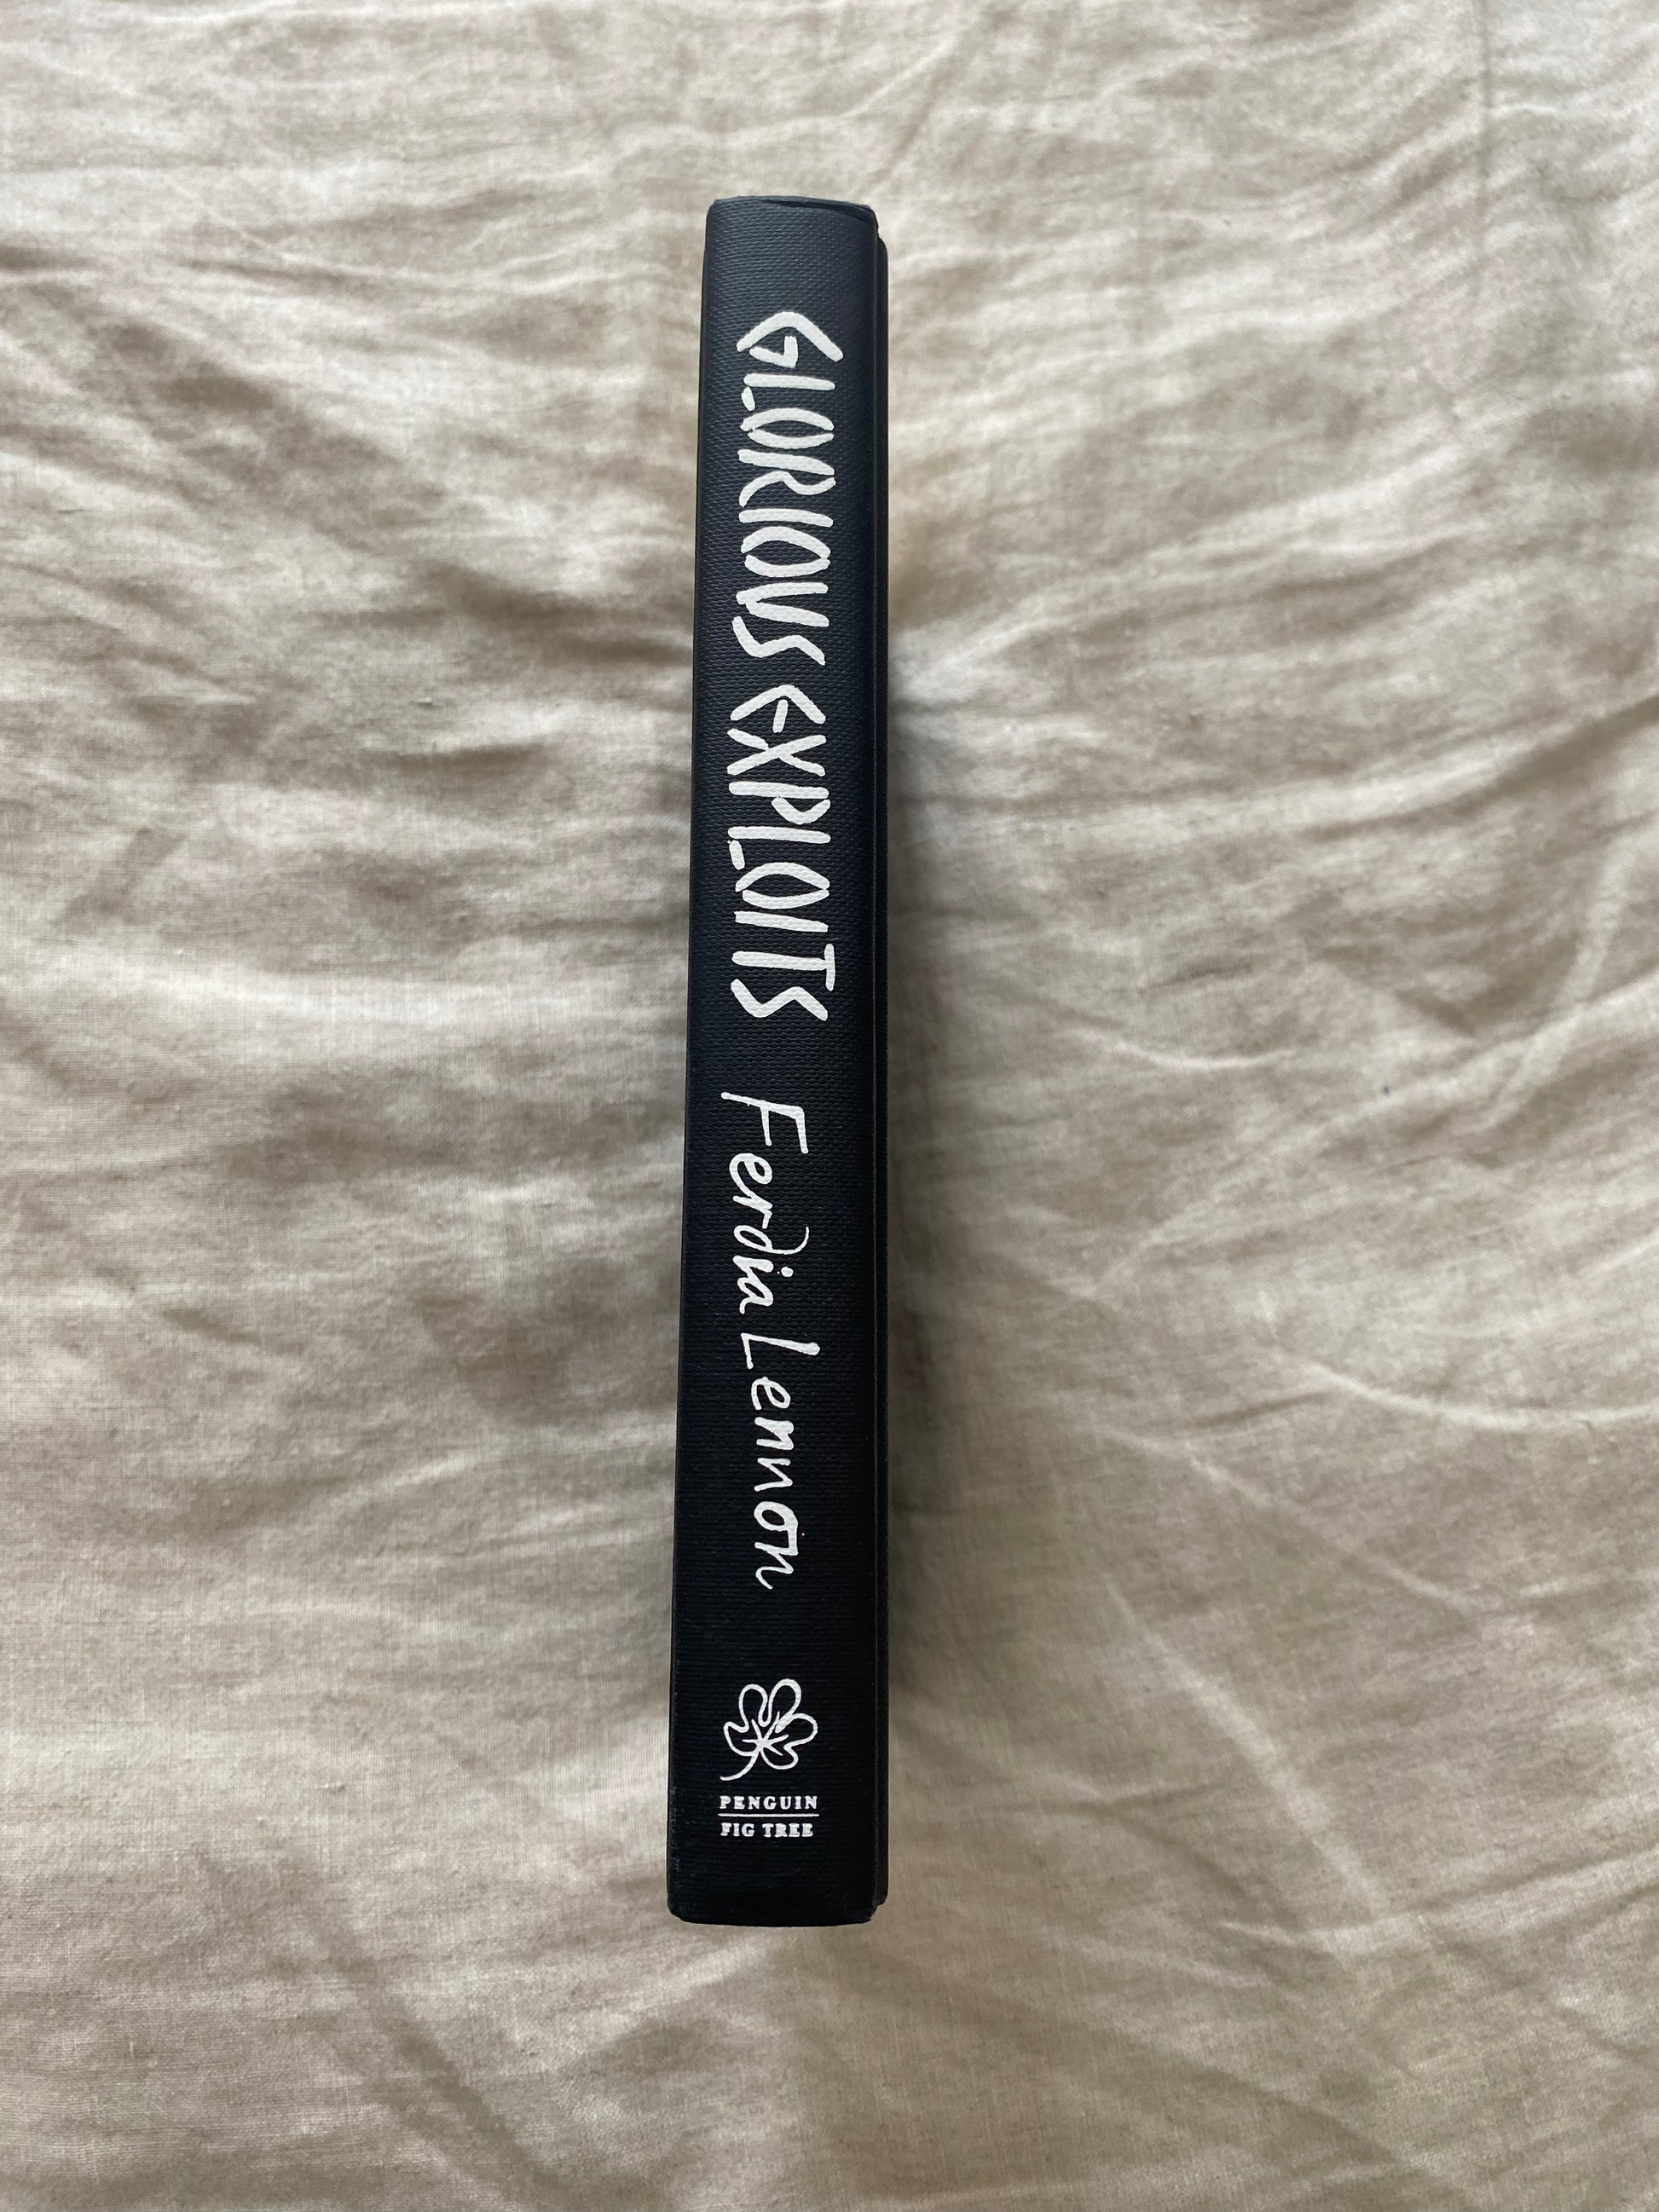 GLORIOUS EXPLOITS Ferdia Lennon
PENGUIN
FIG TREE